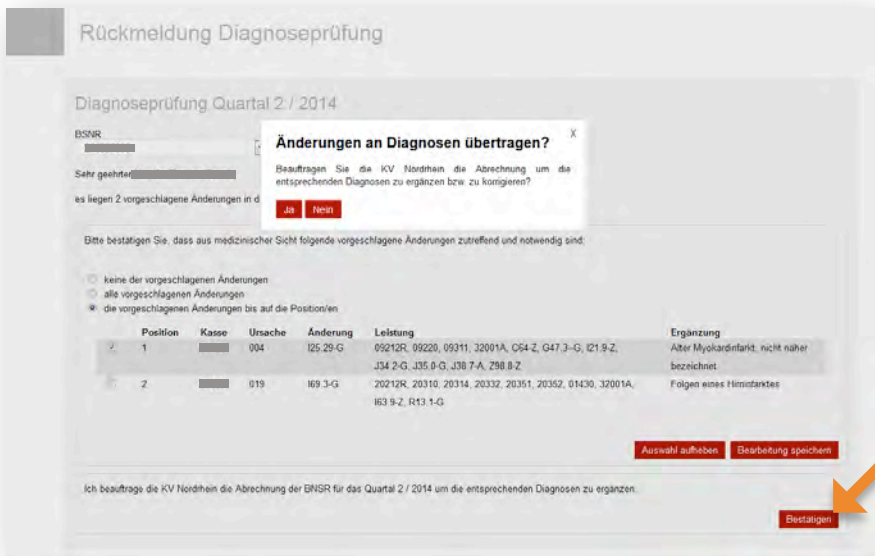 Rückmeldung Diagnoseprüfung
Diagnoseprüfung Quartal 2 / 2014
BSNR
Sehr geehrter
es liegen 2 vorgeschlagene Änderungen in d
Änderungen an Diagnosen übertragen?
X
Beauftragen Sie die KV Nordrhein die Abrechnung um die
entsprechenden Diagnosen zu ergänzen bzw. zu korrigieren?
Ja Nein
Bitte bestätigen Sie, dass aus medizinischer Sicht folgende vorgeschlagene Änderungen zutreffend und notwendig sind:
keine der vorgeschlagenen Änderungen
alle vorgeschlagenen Änderungen
die vorgeschlagenen Änderungen bis auf die Position/en
Position Kasse Ursache Änderung Leistung Ergänzung
1 004 I25.29-G 09212R, 09220, 09311, 32001A, C64-Z, G47.3-G, I21.9-Z, Alter Myokardinfarkt, nicht näher
J34.2-G, J35.0-G, J38.7-A, Z98.8-Z bezeichnet
2 019 I69.3-G 20212R, 20310, 20314, 20332, 20351, 20352, 01430, 32001A, Folgen eines Hirninfarktes
I63.9-Z, R13.1-G
Auswahl aufheben Bearbeitung speichern
Ich beauftrage die KV Nordrhein die Abrechnung der BNSR für das Quartal 2 / 2014 um die entsprechenden Diagnosen zu ergänzen.
Bestätigen